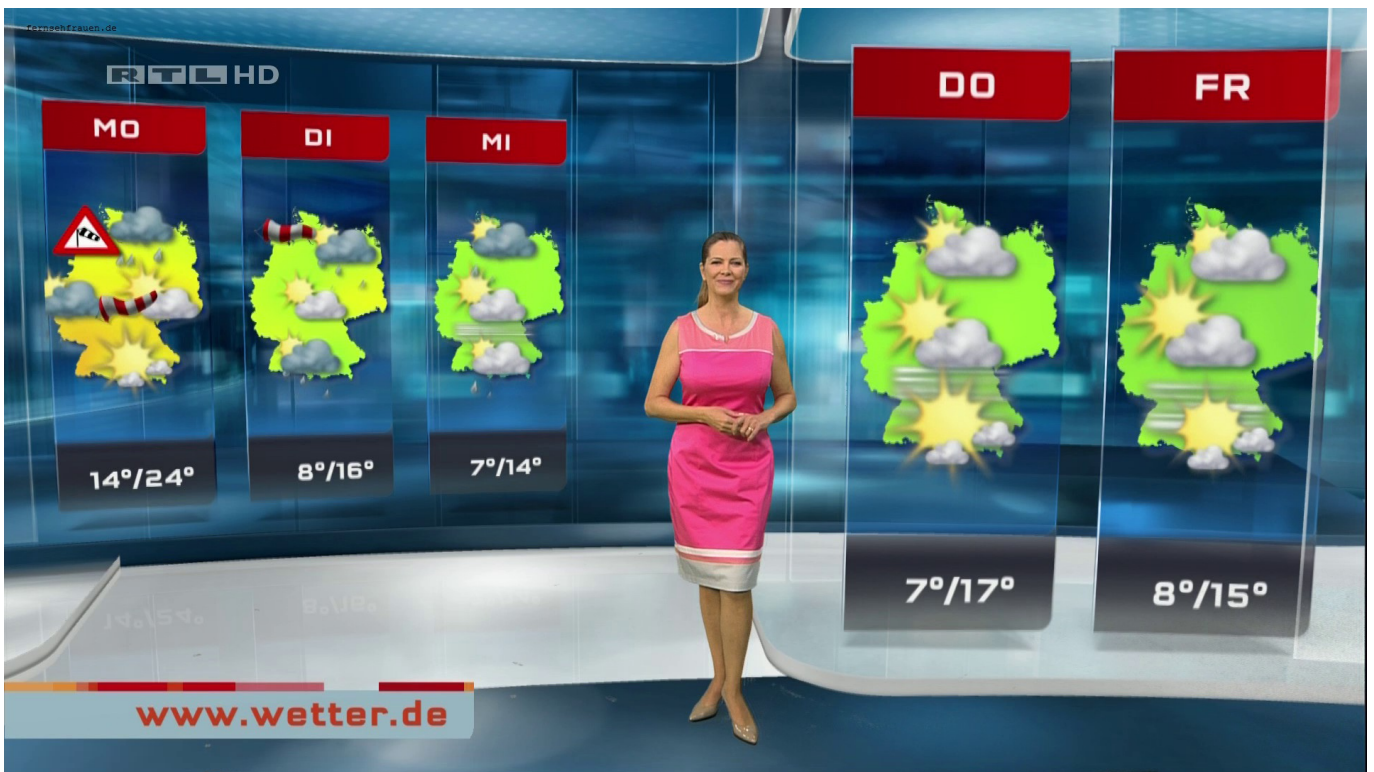 fernsehfrauen.de
RTL HD
MO
DI
MI
DO
FR
14°/24°
8°/16°
7°/14°
7°/17°
8°/15°
www.wetter.de